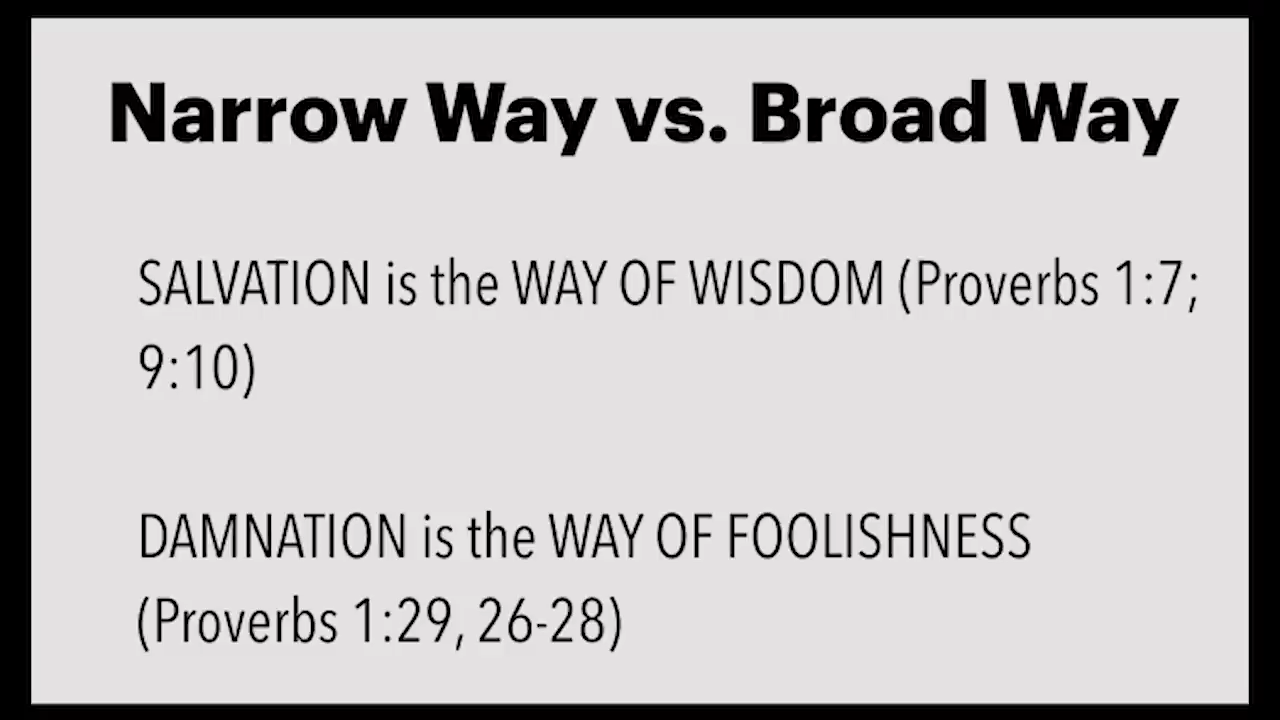 Narrow Way vs. Broad Way
SALVATION is the WAY OF WISDOM (Proverbs 1:7;
9:10)
DAMNATION is the WAY OF FOOLISHNESS
(Proverbs 1:29, 26-28)